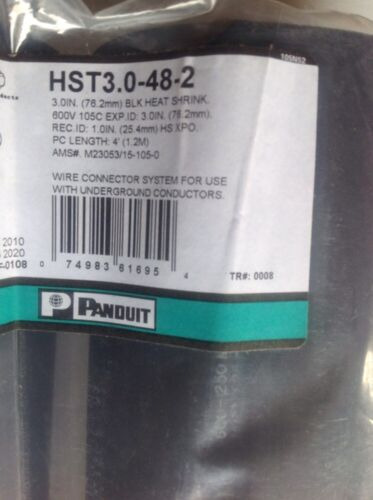 105N52
HST3.0-48-2
3.0IN. (76.2mm) BLK HEAT SHRINK.
600V 105C EXP.ID: 3.0IN. (76.2mm).
REC.ID: 1.0IN. (25.4mm) HS XPO.
PC LENGTH: 4' (1.2M)
AMS#. M23053/15-105-0
WIRE CONNECTOR SYSTEM FOR USE
WITH UNDERGROUND CONDUCTORS.
2010
2020
-0108
0 74983 61695 4
TR#: 0008
PANDUIT